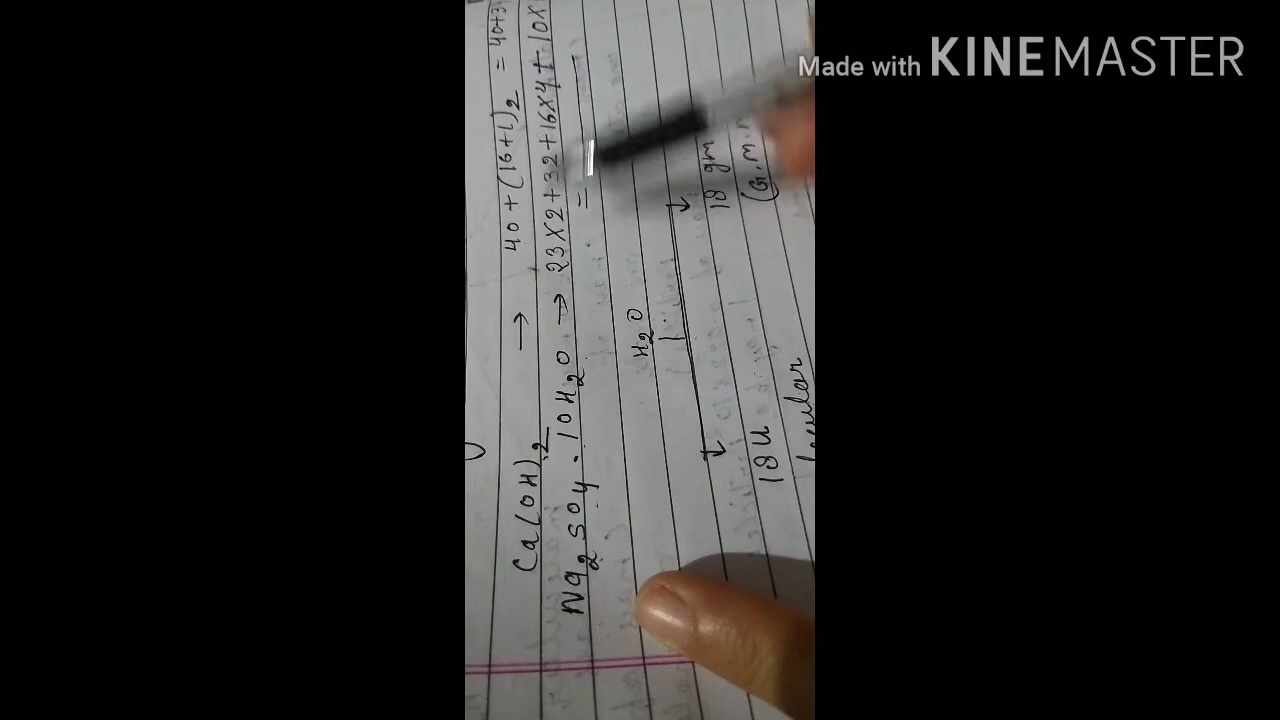 Made with KINEMASTER
Ca(OH)2 → 40+(16+1)2 = 40+3
Na2SO4 · 10H2O → 23×2+32+16×4+10×
=
H2O
18 gm
(G.m.
18U